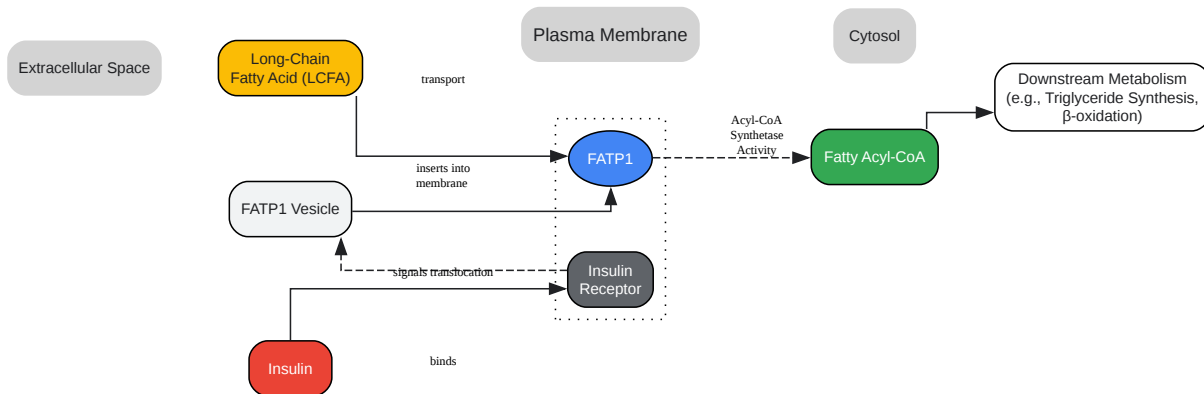 Extracellular Space
Long-Chain
Fatty Acid (LCFA)
transport
Plasma Membrane
Cytosol
Downstream Metabolism
(e.g., Triglyceride Synthesis,
β-oxidation)
Acyl-CoA
Synthetase
Activity
FATP1
Fatty Acyl-CoA
inserts into
membrane
FATP1 Vesicle
signals translocation
Insulin
Receptor
Insulin
binds